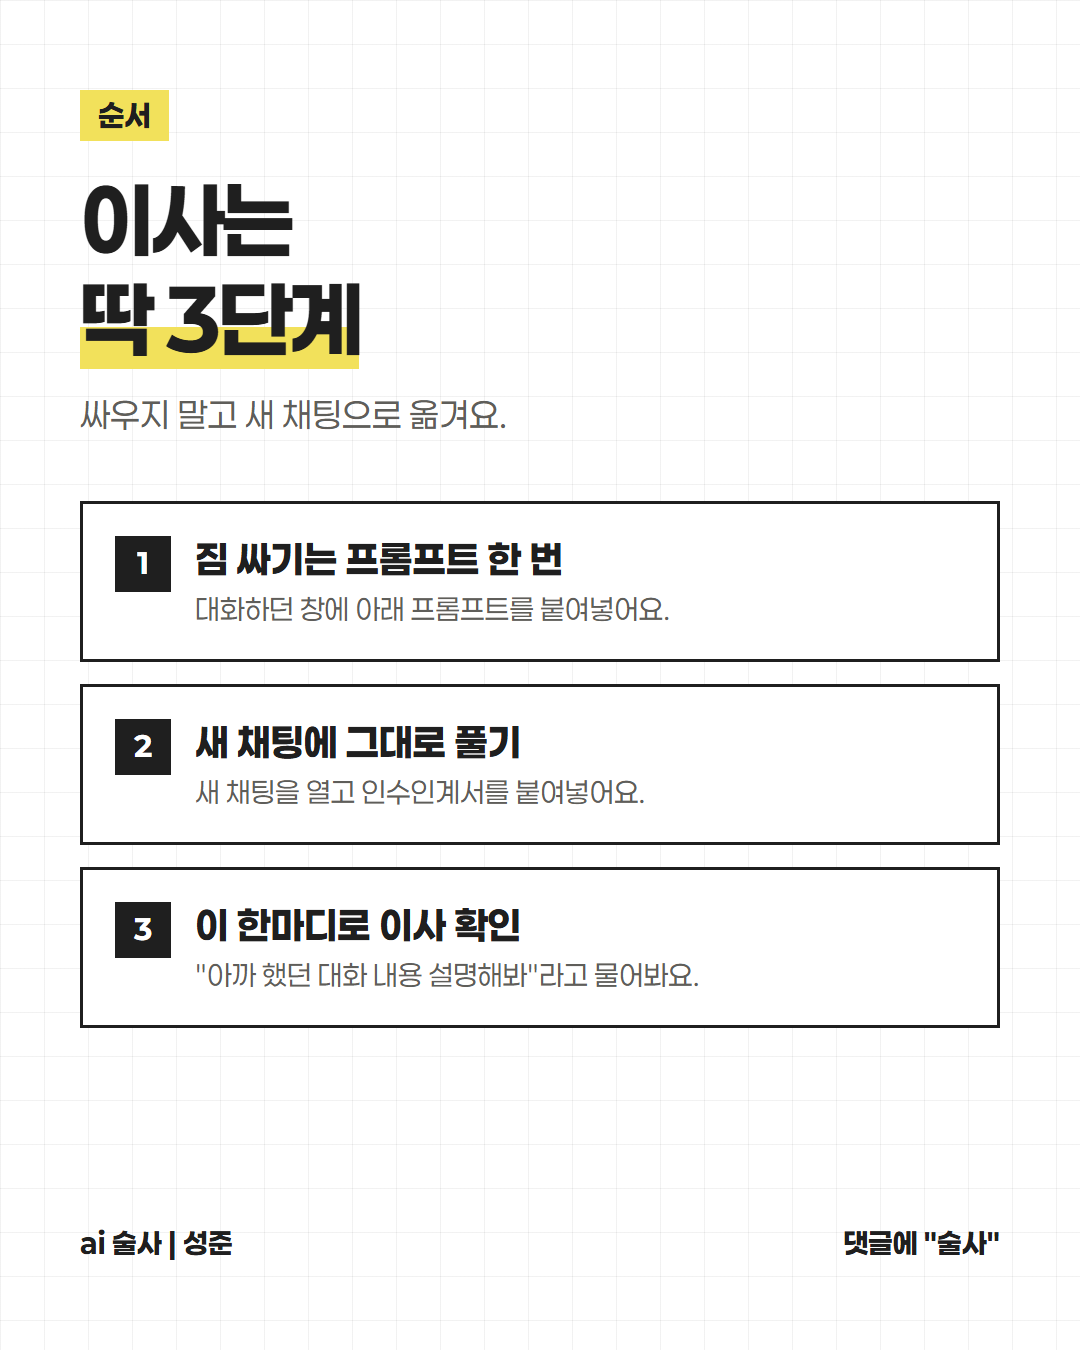 순서
이사는
딱 3단계
싸우지 말고 새 채팅으로 옮겨요.
1
짐 싸기는 프롬프트 한 번
대화하던 창에 아래 프롬프트를 붙여넣어요.
2
새 채팅에 그대로 풀기
새 채팅을 열고 인수인계서를 붙여넣어요.
3
이 한마디로 이사 확인
"아까 했던 대화 내용 설명해봐"라고 물어봐요.
ai 술사 | 성준
댓글에 "술사"